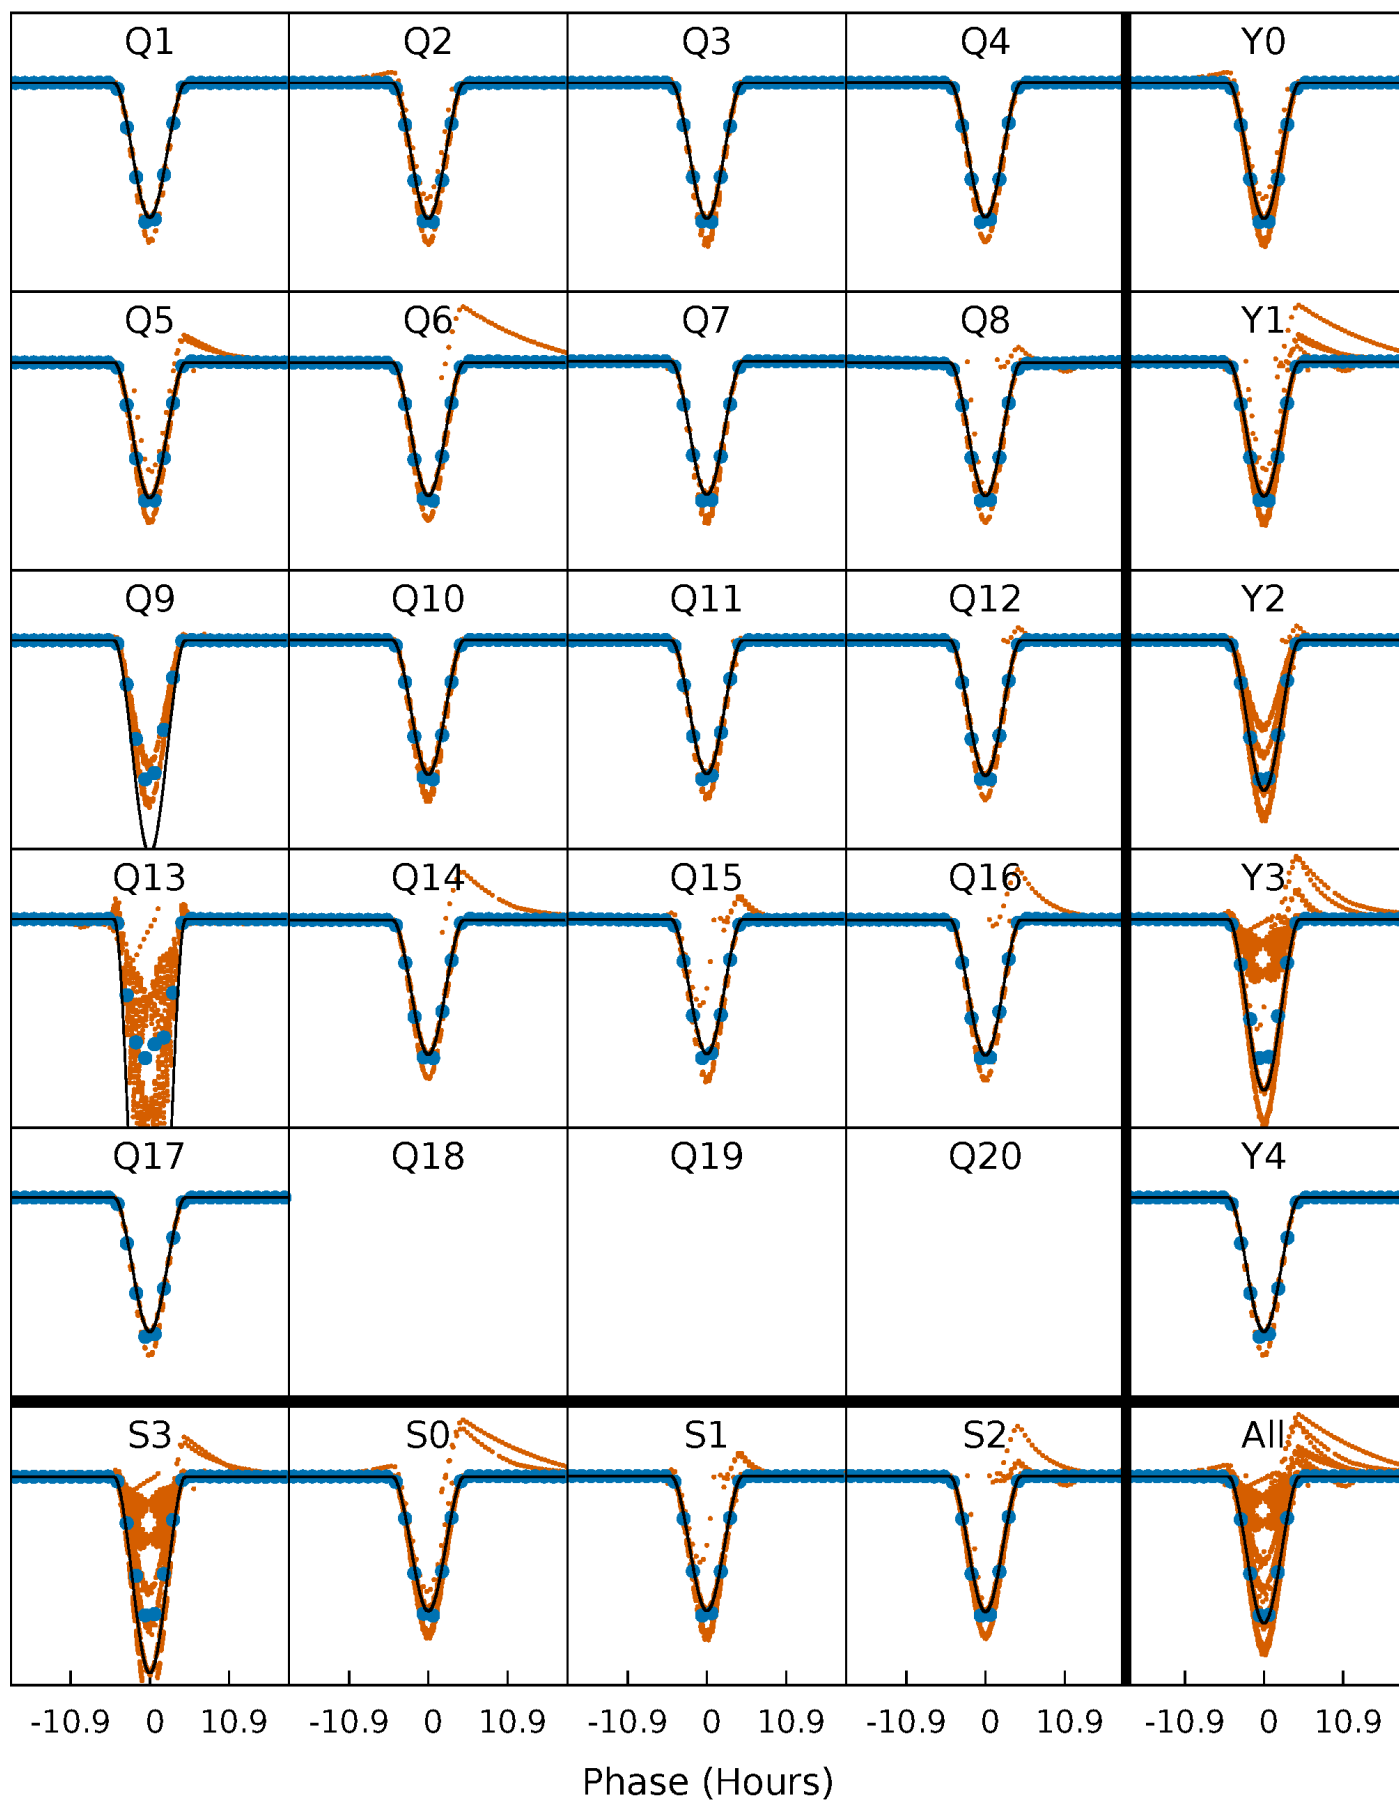 Q1 Q2 Q3 Q4 Y0
Q5 Q6 Q7 Q8 Y1
Q9 Q10 Q11 Q12 Y2
Q13 Q14 Q15 Q16 Y3
Q17 Q18 Q19 Q20 Y4
S3 S0 S1 S2 All
-10.9 0 10.9 -10.9 0 10.9 -10.9 0 10.9 -10.9 0 10.9 -10.9 0 10.9
Phase (Hours)